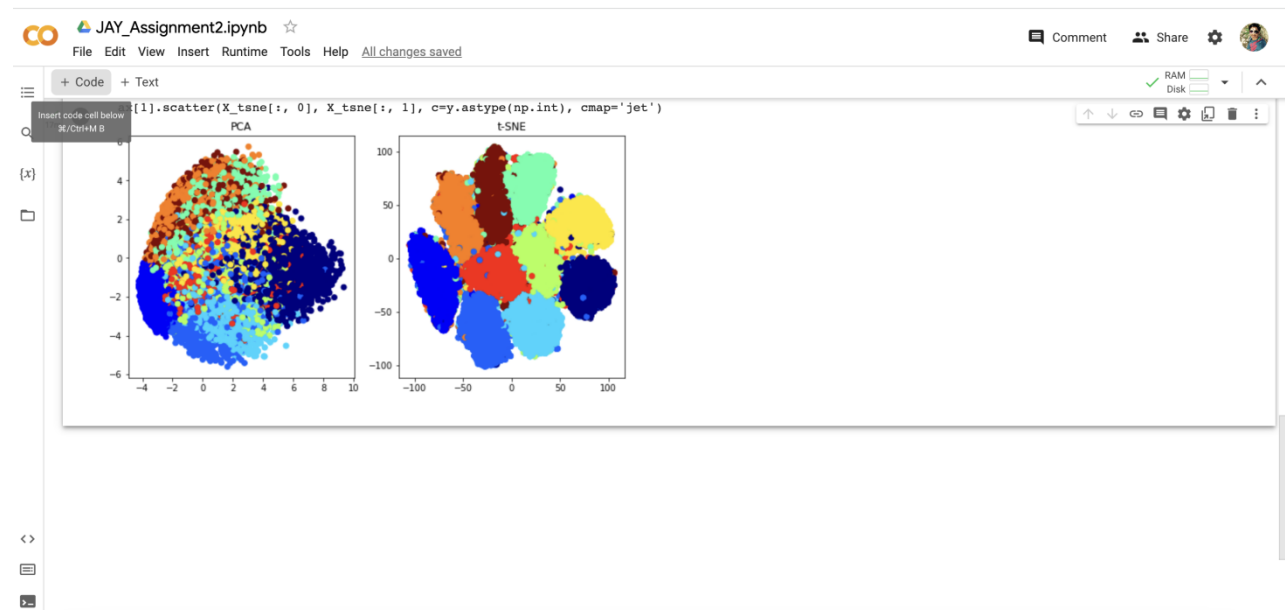 JAY_Assignment2.ipynb
File Edit View Insert Runtime Tools Help All changes saved
Comment Share
+ Code + Text
RAM
Disk
Insert code cell below
⌘/Ctrl+M B
[1].scatter(X_tsne[:, 0], X_tsne[:, 1], c=y.astype(np.int), cmap='jet')
{x}
PCA
6
4
2
0
−2
−4
−6
−4 −2 0 2 4 6 8 10
t-SNE
100
50
0
−50
−100
−100 −50 0 50 100